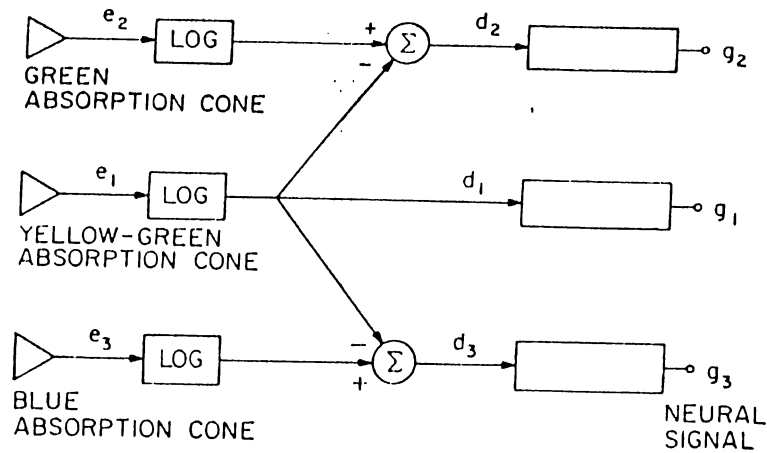 e2 LOG + Σ d2 g2
-
GREEN
ABSORPTION CONE
e1 LOG d1 g1
YELLOW-GREEN
ABSORPTION CONE
e3 LOG - Σ d3 g3
+
BLUE
ABSORPTION CONE
NEURAL
SIGNAL